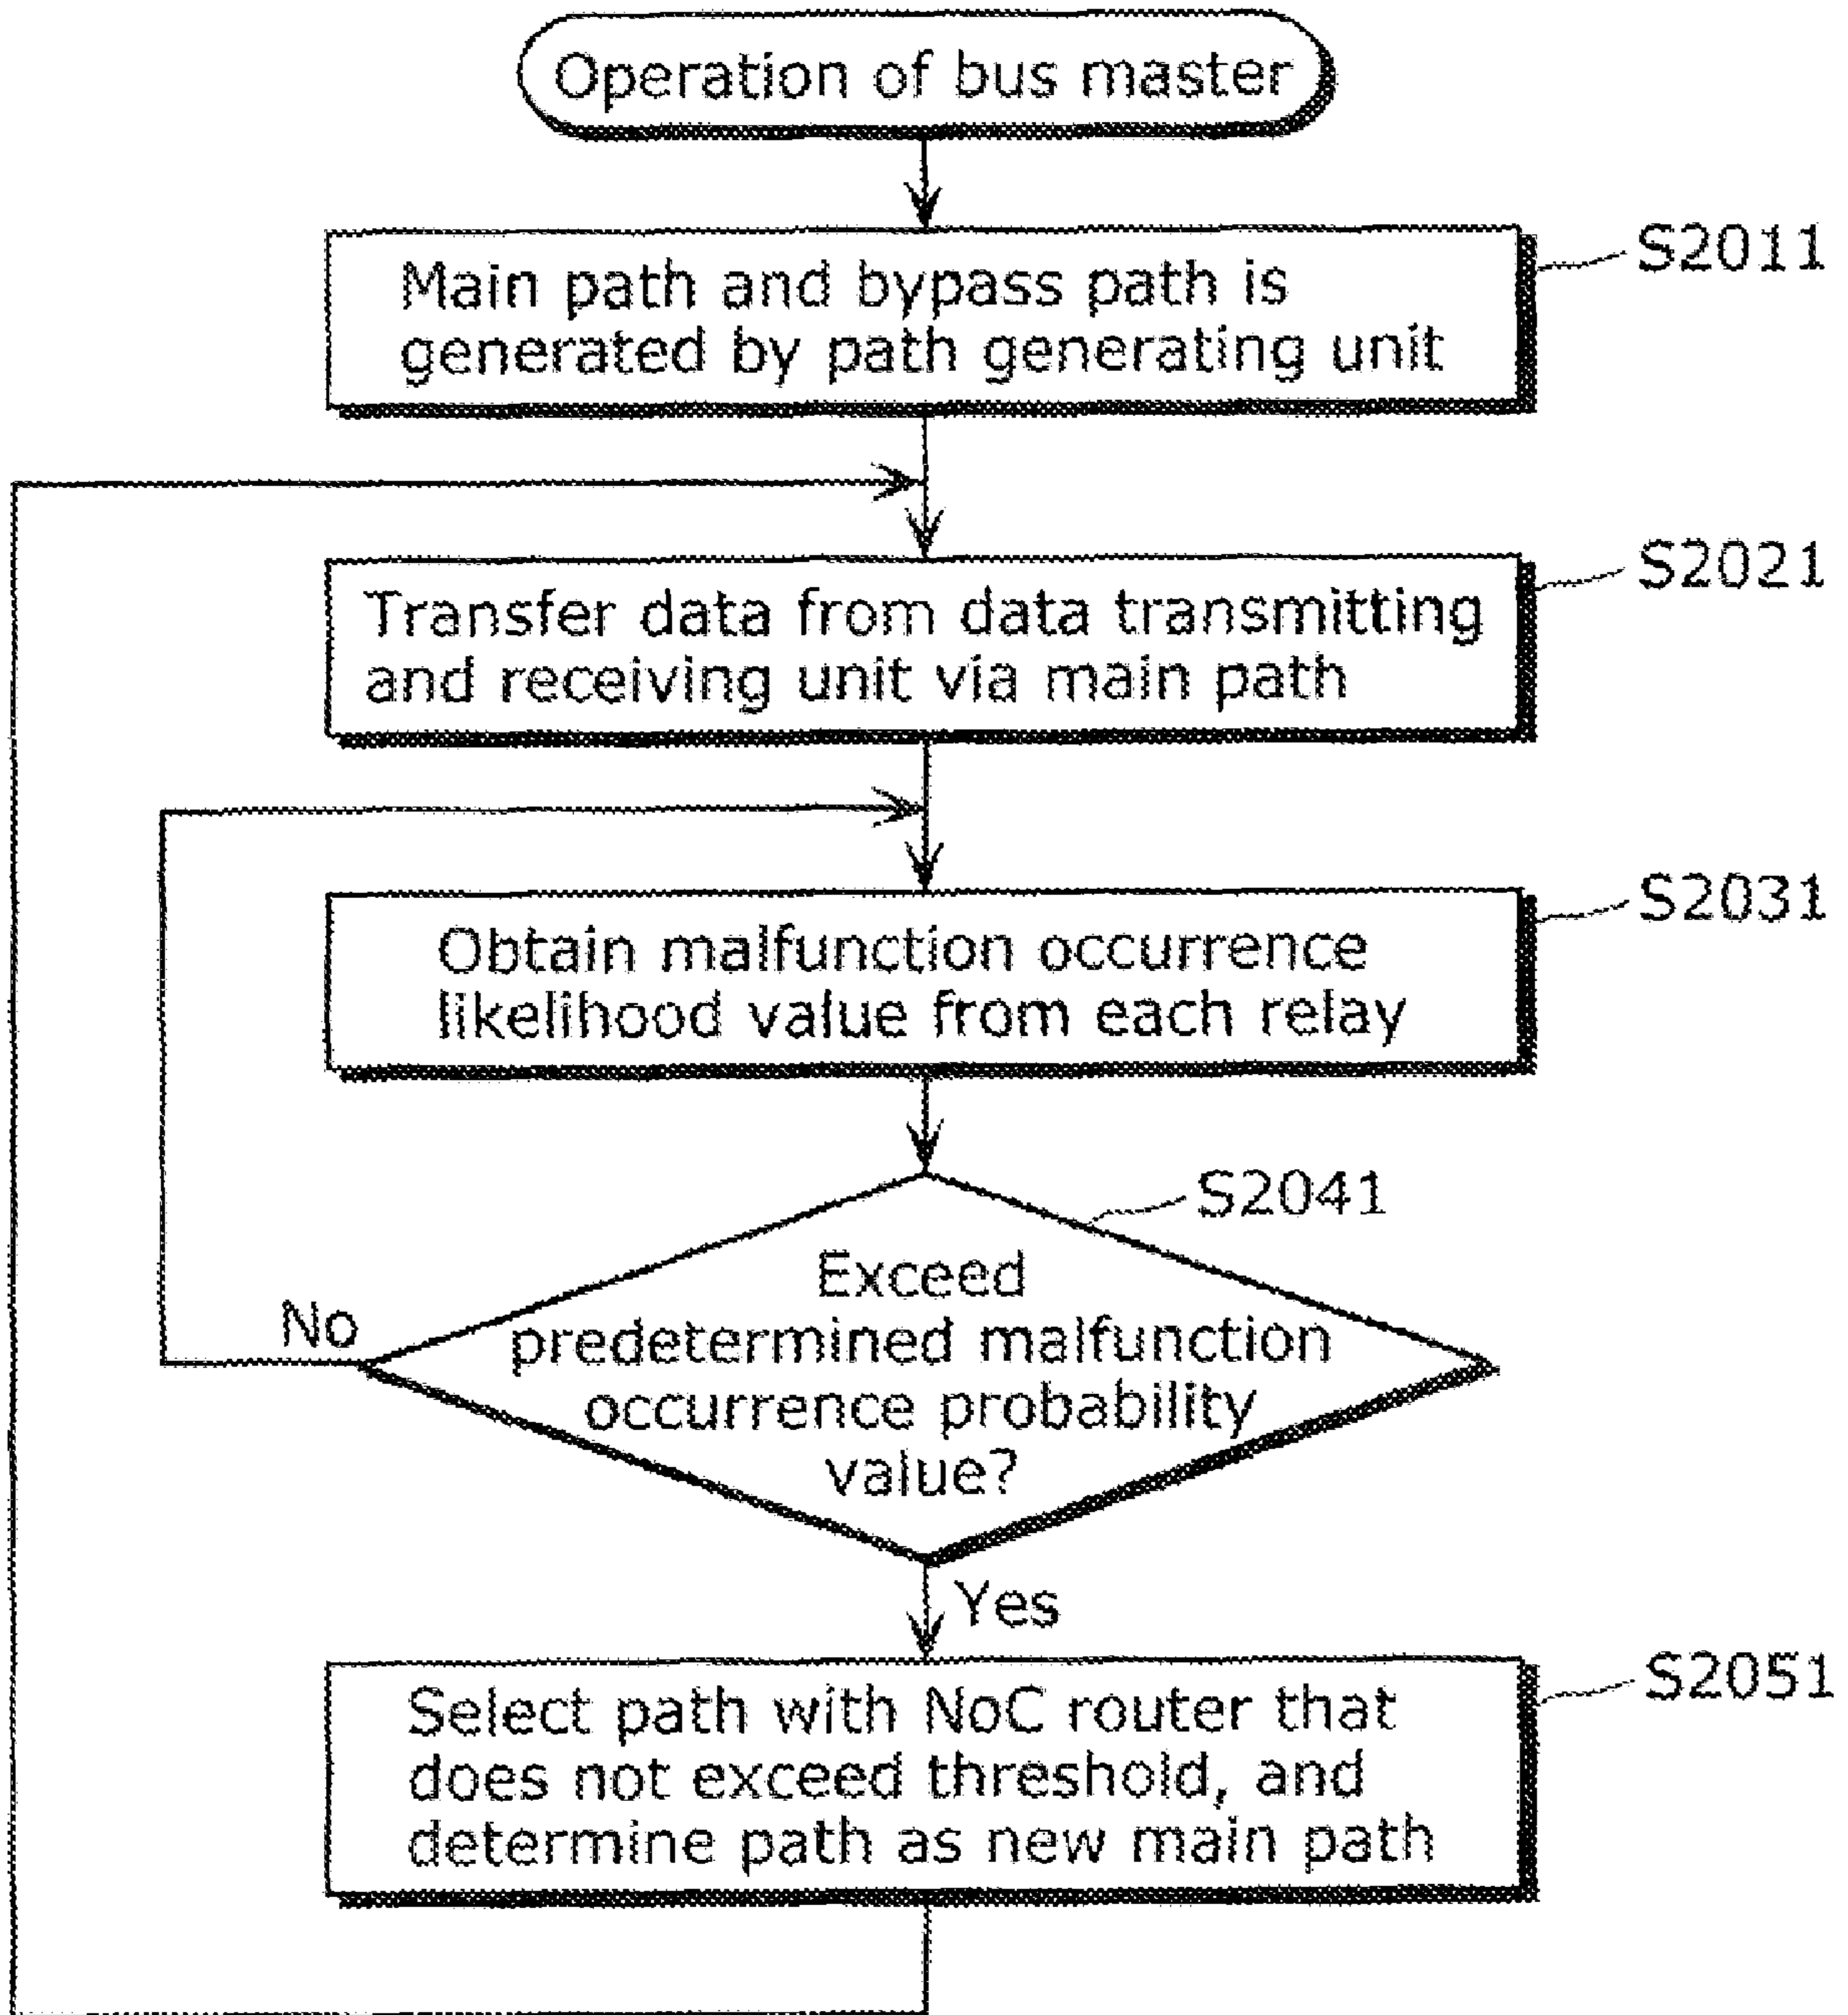 Operation of bus master
S2011
Main path and bypass path is
generated by path generating unit
S2021
Transfer data from data transmitting
and receiving unit via main path
S2031
Obtain malfunction occurrence
likelihood value from each relay
S2041
Exceed
predetermined malfunction
occurrence probability
value?
No
Yes
S2051
Select path with NoC router that
does not exceed threshold, and
determine path as new main path